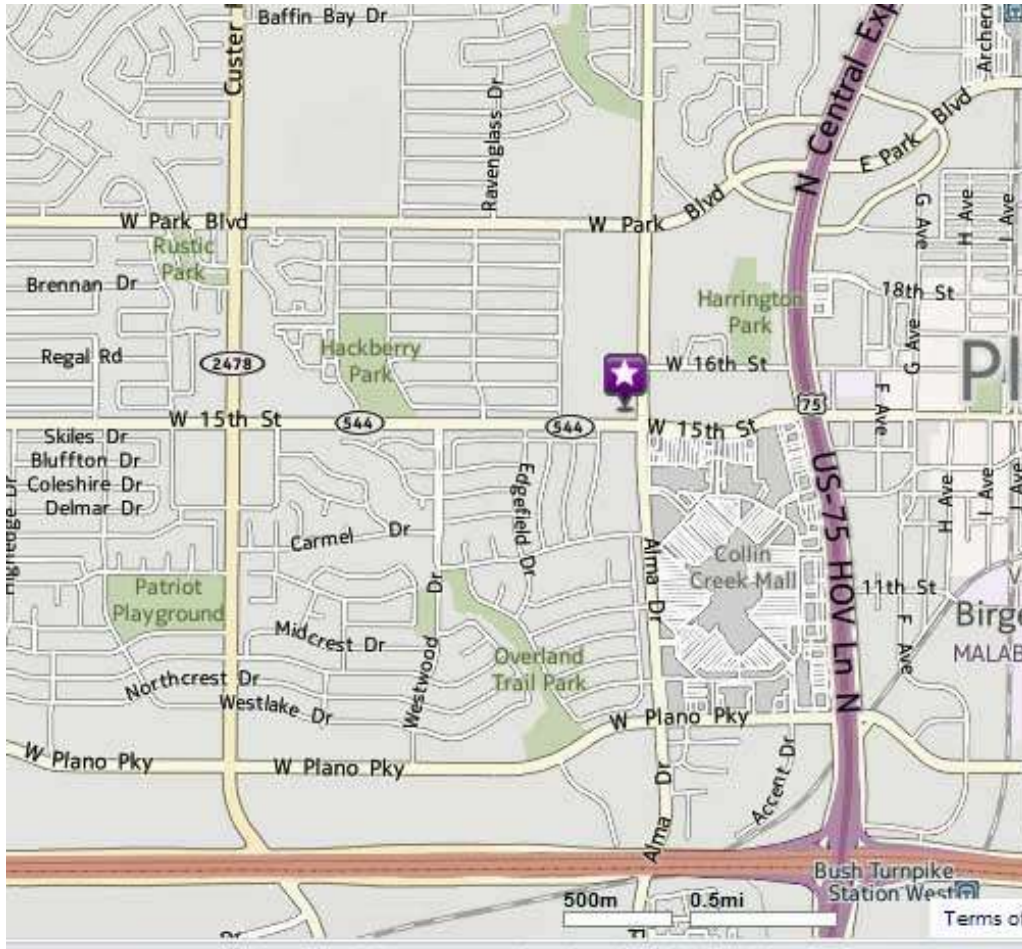 Baffin Bay Dr
Custer
Ravenglass Dr
N Central Exp
E Park Blvd
W Park Blvd
W Park Blvd
Rustic
Park
Brennan Dr
G Ave
H Ave
I Ave
Harrington
Park
18th St
Regal Rd
2478
Hackberry
Park
W 16th St
G Ave
Pl
W 15th St
544
544
W 15th St
75
F Ave
Skiles Dr
Bluffton Dr
Coleshire Dr
Delmar Dr
Edgefield Dr
US-75 HOV Ln N
H Ave
I Ave
Carmel Dr
Alma Dr
Collin
Creek Mall
Patriot
Playground
11th St
Birge
MALAB
F Ave
Midcrest Dr
Westwood Dr
Overland
Trail Park
Northcrest Dr
Westlake Dr
W Plano Pky
W Plano Pky
W Plano Pky
Accent Dr
Alma Dr
Bush Turnpike
Station West
500m
0.5mi
Terms of